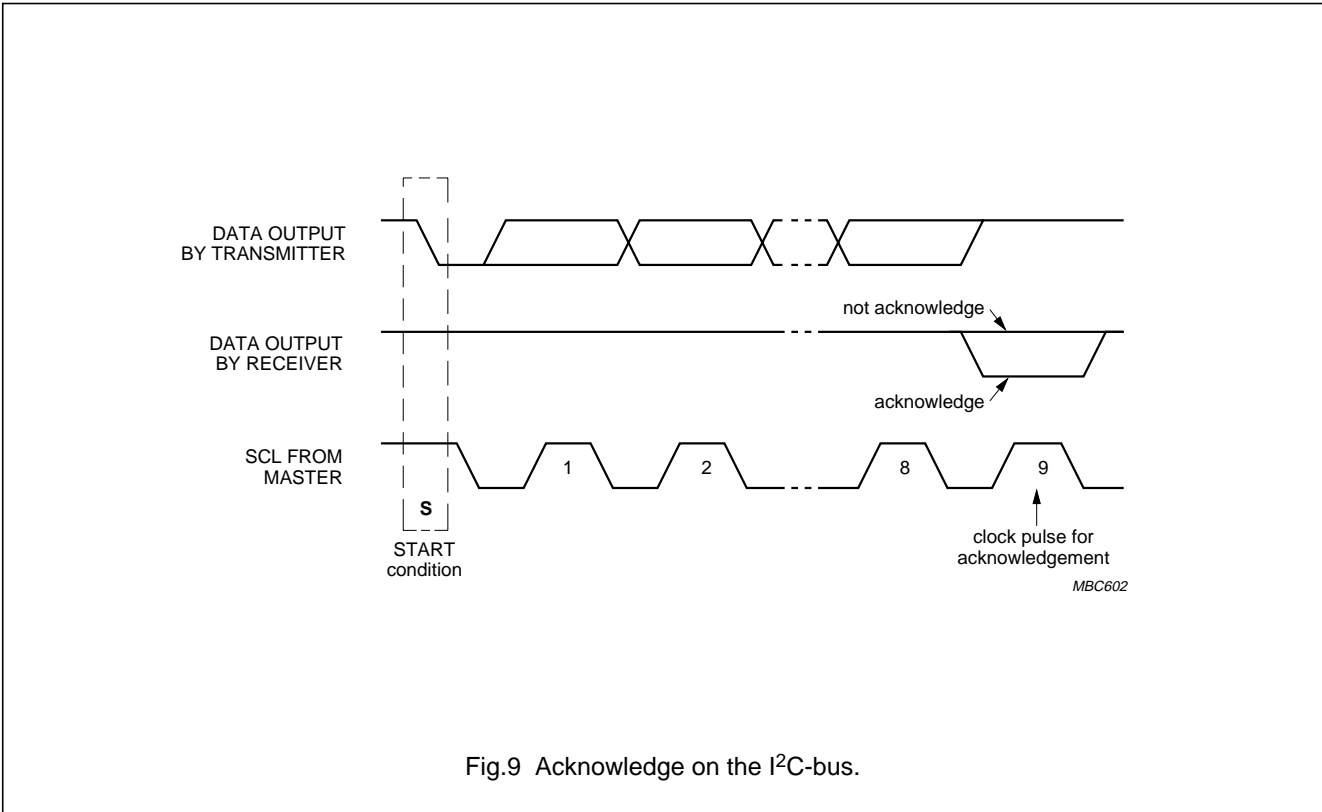 DATA OUTPUT
BY TRANSMITTER
not acknowledge
DATA OUTPUT
BY RECEIVER
acknowledge
SCL FROM
MASTER
1
2
8
9
S
START
condition
clock pulse for
acknowledgement
MBC602
Fig.9 Acknowledge on the I²C-bus.